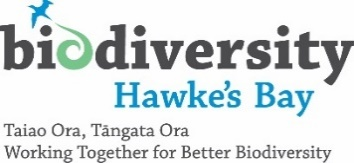 biodiversity
Hawke's Bay
Taiao Ora, Tāngata Ora
Working Together for Better Biodiversity